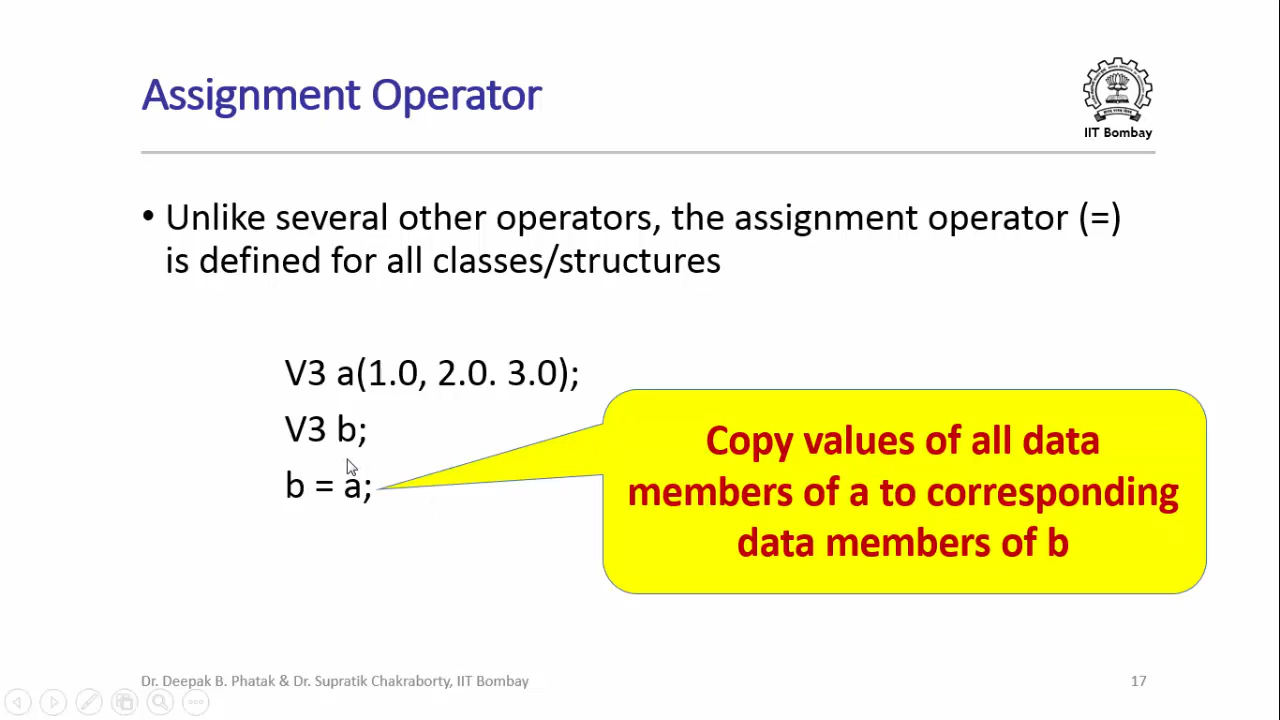 Assignment Operator
IIT Bombay
• Unlike several other operators, the assignment operator (=)
is defined for all classes/structures
V3 a(1.0, 2.0. 3.0);
V3 b;
b = a;
Copy values of all data
members of a to corresponding
data members of b
Dr. Deepak B. Phatak & Dr. Supratik Chakraborty, IIT Bombay
17